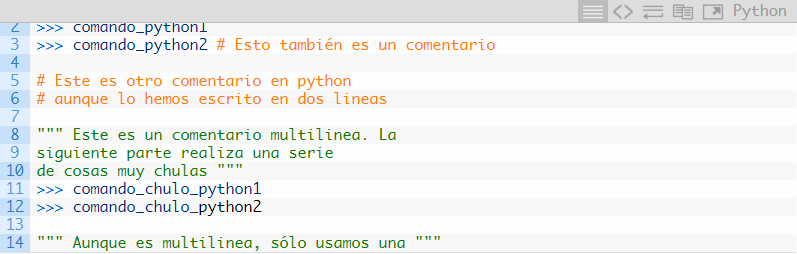 Python
2 >>> comando_python1
3 >>> comando_python2 # Esto también es un comentario
4
5 # Este es otro comentario en python
6 # aunque lo hemos escrito en dos lineas
7
8 """ Este es un comentario multilinea. La
9 siguiente parte realiza una serie
10 de cosas muy chulas """
11 >>> comando_chulo_python1
12 >>> comando_chulo_python2
13
14 """ Aunque es multilinea, sólo usamos una """